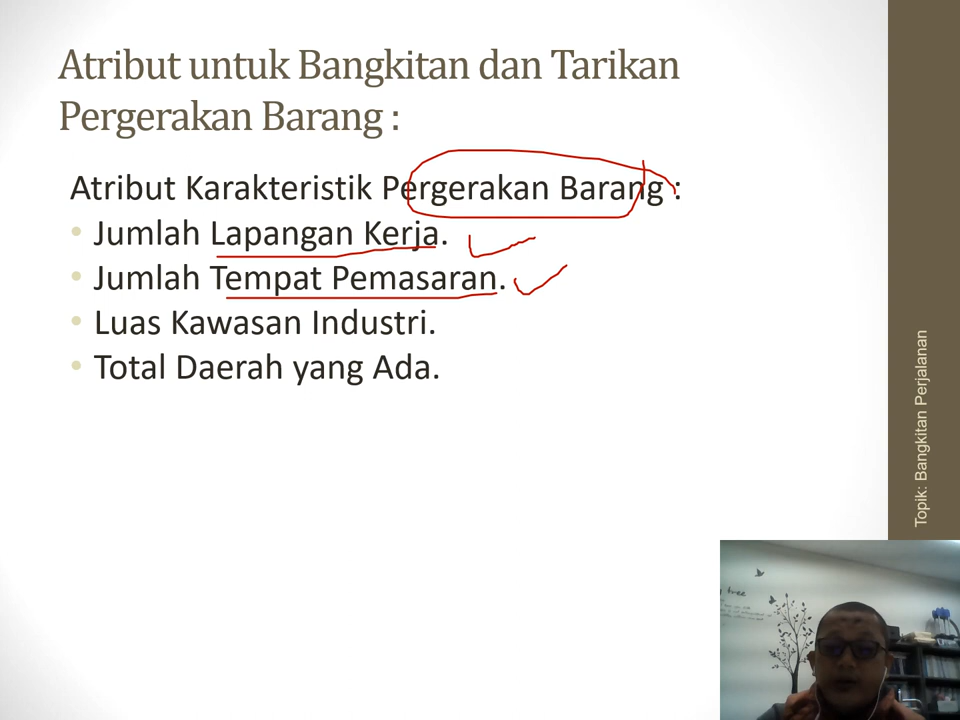 Atribut untuk Bangkitan dan Tarikan
Pergerakan Barang :
Atribut Karakteristik Pergerakan Barang :
• Jumlah Lapangan Kerja.
• Jumlah Tempat Pemasaran.
• Luas Kawasan Industri.
• Total Daerah yang Ada.
Topik: Bangkitan Perjalanan
tree